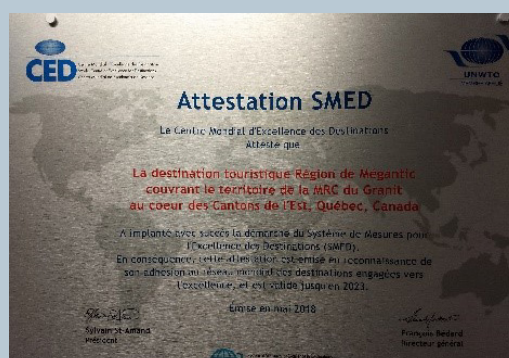 CED
UNWTO
Attestation SMED
Le Centre Mondial d'Excellence des Destinations
Atteste que
La destination touristique Région de Megantic
couvrant le territoire de la MRC du Granit
au coeur des Cantons de l'Est, Québec, Canada
A implanté avec succès la démarche du Système de Mesures pour
l'Excellence des Destinations (SMED).
En conséquence, cette attestation est émise en reconnaissance de
son adhésion au réseau mondial des destinations engagées vers
l'excellence, et est valide jusqu'en 2023.
Émise en mai 2018
Sylvain St-Amand
Président
François Bédard
Directeur général